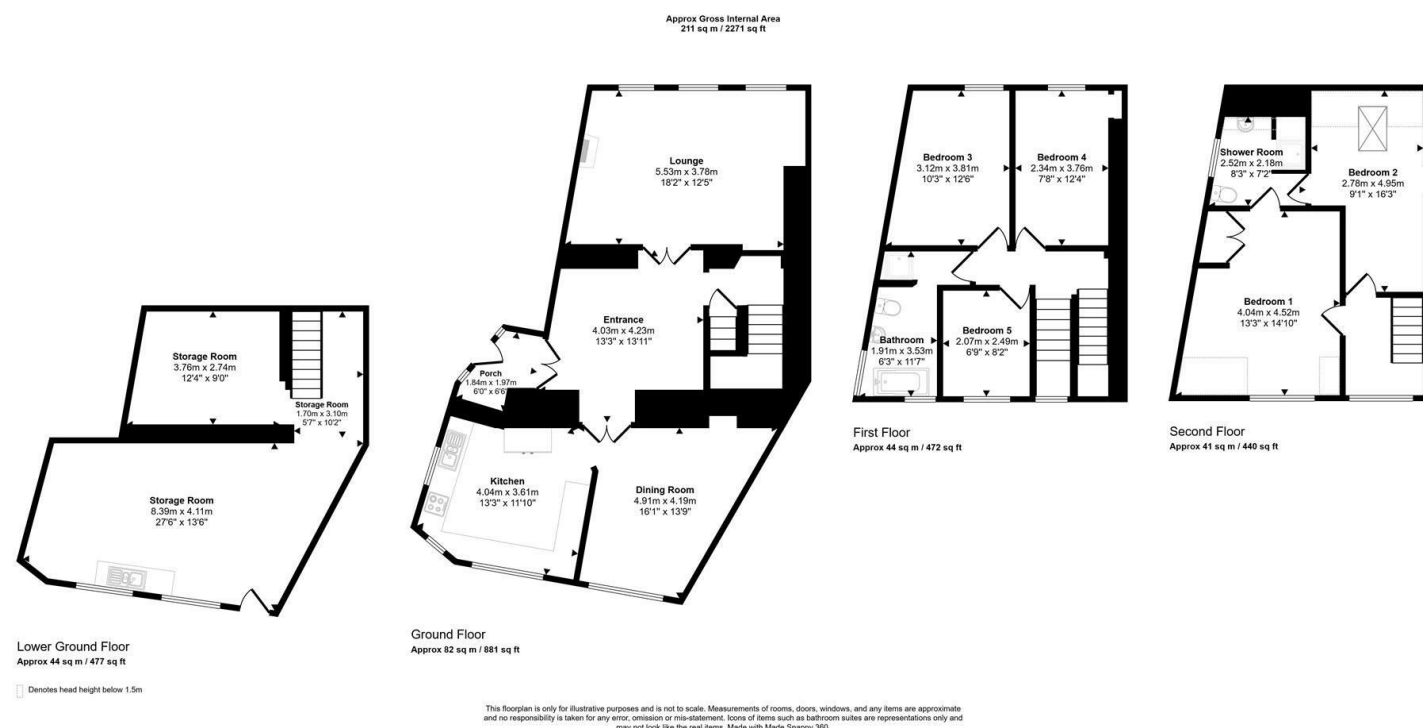 Approx Gross Internal Area
211 sq m / 2271 sq ft
Storage Room
3.76m x 2.74m
12'4" x 9'0"
Storage Room
1.70m x 3.10m
5'7" x 10'2"
Storage Room
8.39m x 4.11m
27'6" x 13'6"
Lower Ground Floor
Approx 44 sq m / 477 sq ft
Denotes head height below 1.5m
Lounge
5.53m x 3.78m
18'2" x 12'5"
Entrance
4.03m x 4.23m
13'3" x 13'11"
Porch
1.84m x 1.97m
6'0" x 6'6"
Kitchen
4.04m x 3.61m
13'3" x 11'10"
Dining Room
4.91m x 4.19m
16'1" x 13'9"
Ground Floor
Approx 82 sq m / 881 sq ft
Bedroom 3
3.12m x 3.81m
10'3" x 12'6"
Bedroom 4
2.34m x 3.76m
7'8" x 12'4"
Bathroom
1.91m x 3.53m
6'3" x 11'7"
Bedroom 5
2.07m x 2.49m
6'9" x 8'2"
First Floor
Approx 44 sq m / 472 sq ft
Shower Room
2.52m x 2.18m
8'3" x 7'2"
Bedroom 2
2.78m x 4.95m
9'1" x 16'3"
Bedroom 1
4.04m x 4.52m
13'3" x 14'10"
Second Floor
Approx 41 sq m / 440 sq ft
This floorplan is only for illustrative purposes and is not to scale. Measurements of rooms, doors, windows, and any items are approximate
and no responsibility is taken for any error, omission or mis-statement. Icons of items such as bathroom suites are representations only and
may not look like the real items. Made with Made Snappy 360.